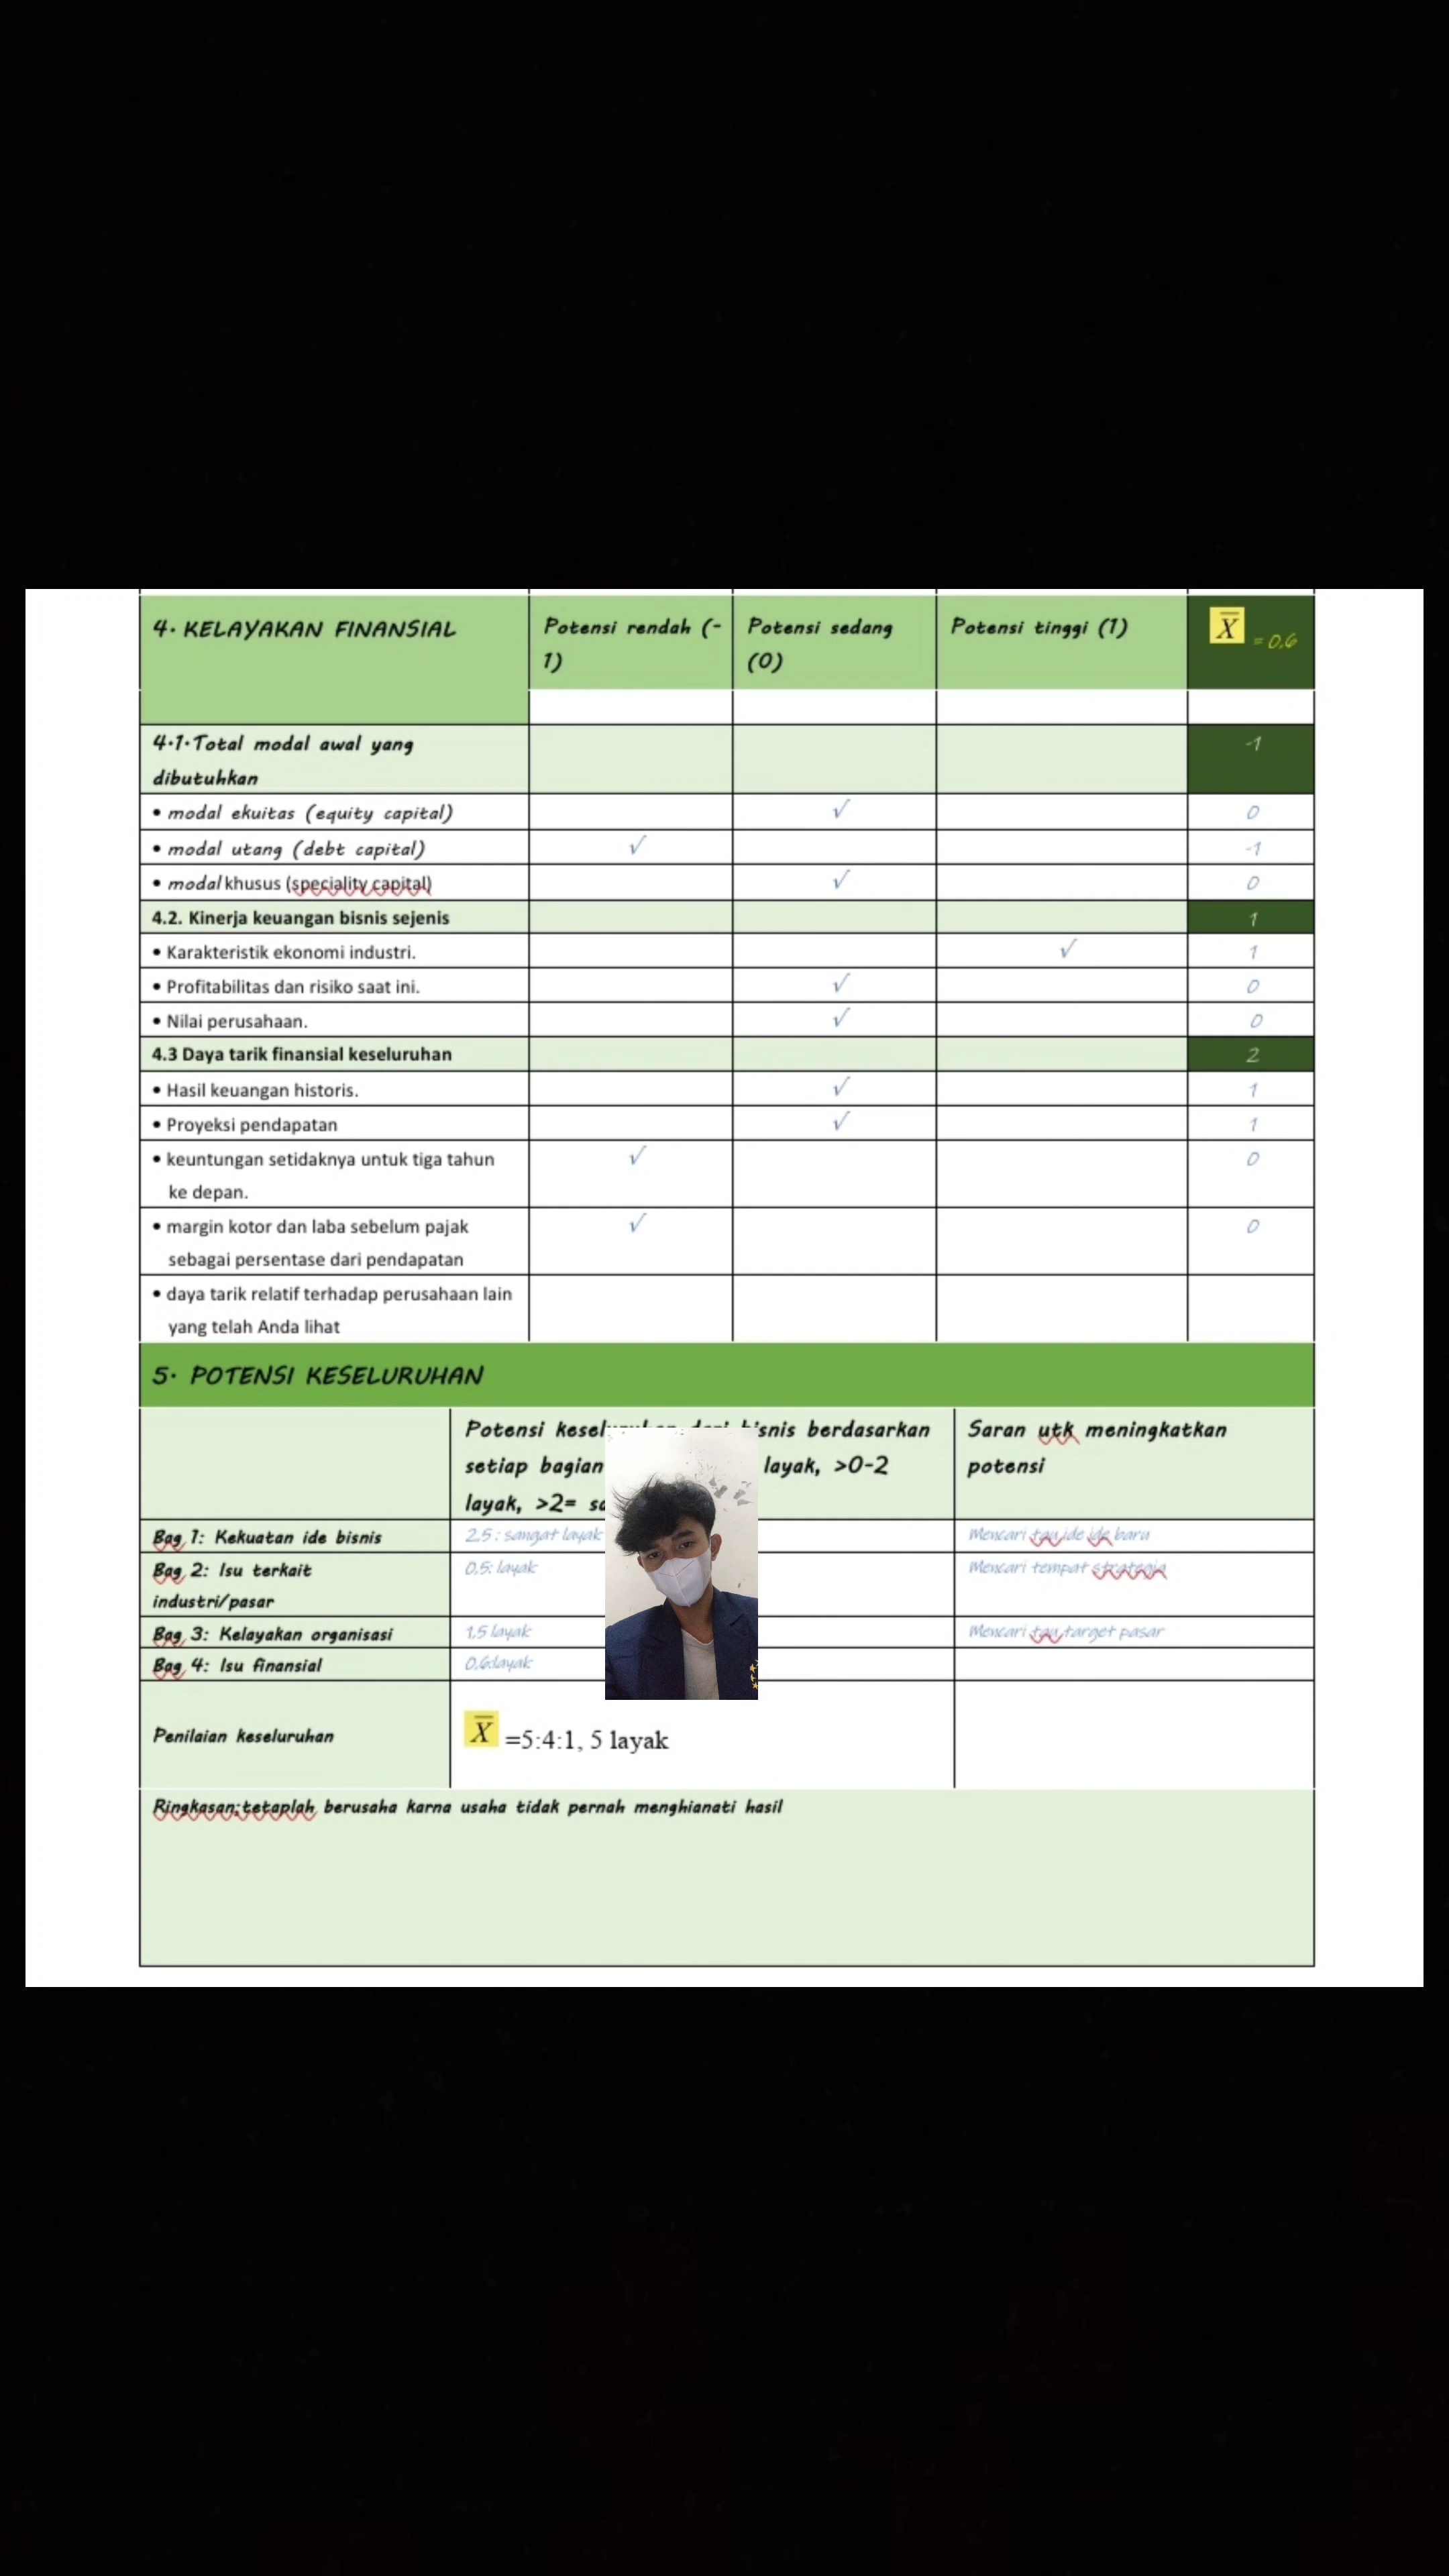 4. KELAYAKAN FINANSIAL Potensi rendah (- Potensi sedang Potensi tinggi (1) X = 0,6
1) (0)
4.1.Total modal awal yang -1
dibutuhkan
• modal ekuitas (equity capital) √ 0
• modal utang (debt capital) √ -1
• modal khusus (speciality capital) √ 0
4.2. Kinerja keuangan bisnis sejenis 1
• Karakteristik ekonomi industri. √ 1
• Profitabilitas dan risiko saat ini. √ 0
• Nilai perusahaan. √ 0
4.3 Daya tarik finansial keseluruhan 2
• Hasil keuangan historis. √ 1
• Proyeksi pendapatan √ 1
• keuntungan setidaknya untuk tiga tahun √ 0
ke depan.
• margin kotor dan laba sebelum pajak √ 0
sebagai persentase dari pendapatan
• daya tarik relatif terhadap perusahaan lain
yang telah Anda lihat
5. POTENSI KESELURUHAN
Potensi bisnis berdasarkan Saran utk meningkatkan
setiap bagian layak, >0-2 potensi
layak, >2=
Bag 1: Kekuatan ide bisnis 2,5 : sangat layak Mencari tau ide ide baru
Bag 2: Isu terkait 0,5: layak Mencari tempat
industri/pasar
Bag 3: Kelayakan organisasi 1,5 layak Mencari tau target pasar
Bag 4: Isu finansial 0,6:layak
Penilaian keseluruhan X =5:4:1, 5 layak
Ringkasan:tetaplah berusaha karna usaha tidak pernah menghianati hasil